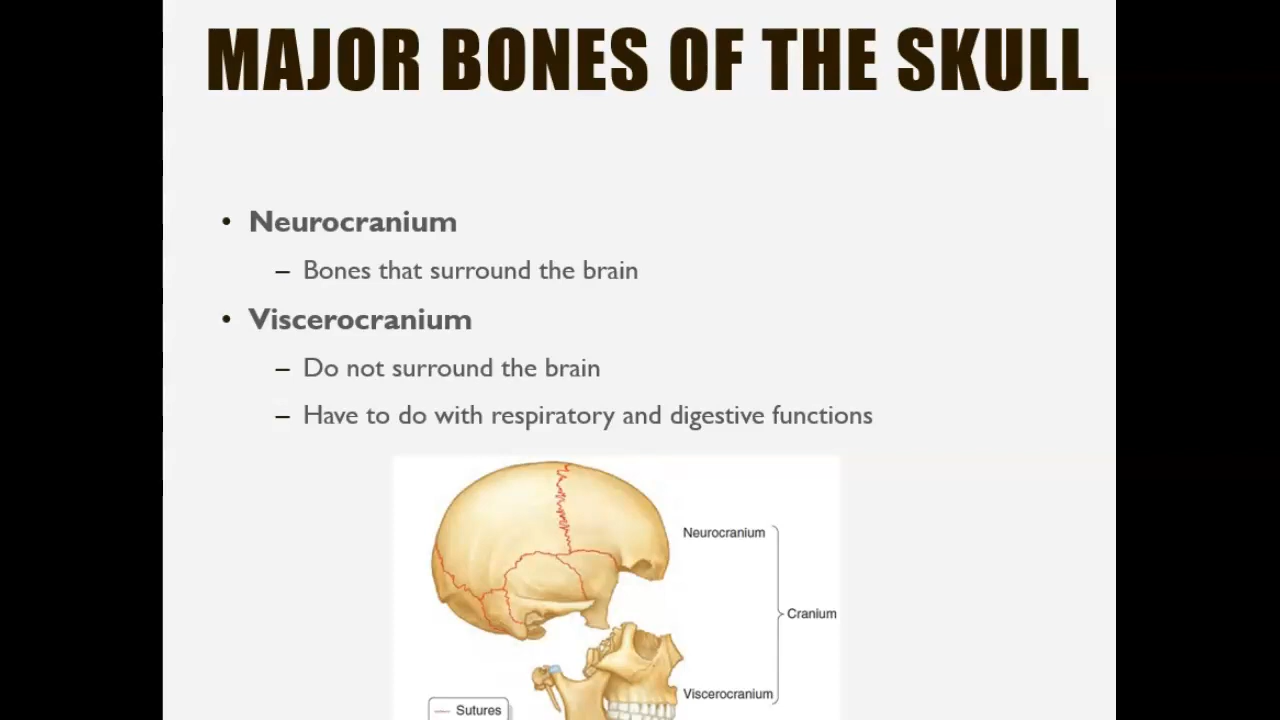 MAJOR BONES OF THE SKULL
• Neurocranium
– Bones that surround the brain
• Viscerocranium
– Do not surround the brain
– Have to do with respiratory and digestive functions
Neurocranium
Cranium
Viscerocranium
Sutures